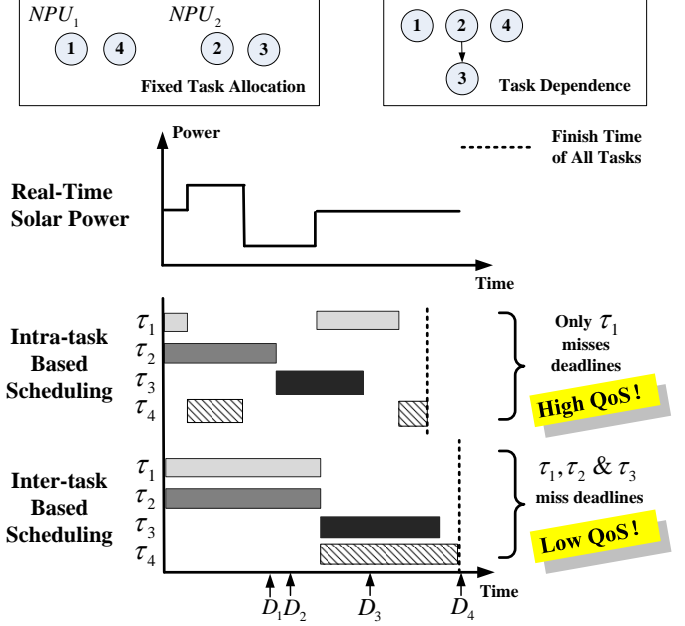 NPU₁
NPU₂
1 4 2 3
Fixed Task Allocation
1 2 4
3
Task Dependence
Power
Finish Time
of All Tasks
Real-Time
Solar Power
Time
Intra-task
Based
Scheduling
τ₁
τ₂
τ₃
τ₄
Only τ₁
misses
deadlines
High QoS!
Inter-task
Based
Scheduling
τ₁
τ₂
τ₃
τ₄
τ₁, τ₂ & τ₃
miss deadlines
Low QoS!
Time
D₁ D₂ D₃ D₄